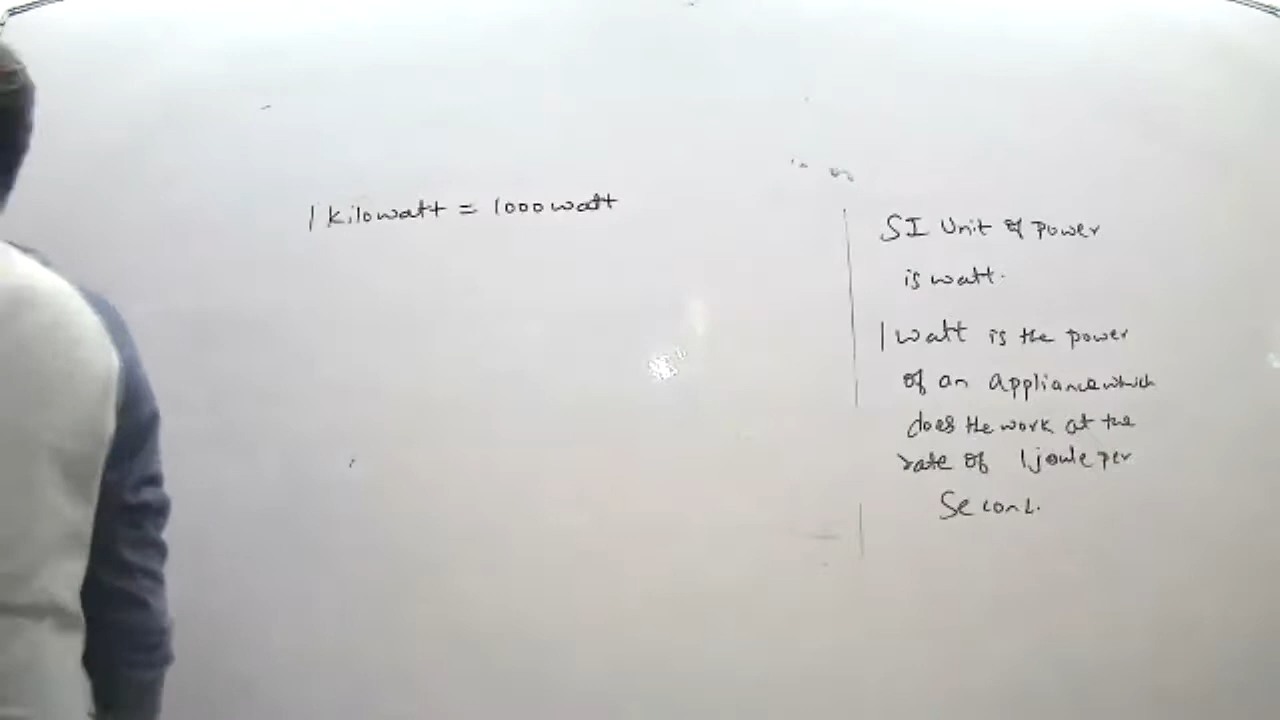 1 kilowatt = 1000 watt
SI Unit of Power
is watt.
1 watt is the power
of an appliance which
does the work at the
rate of 1 joule per
Second.